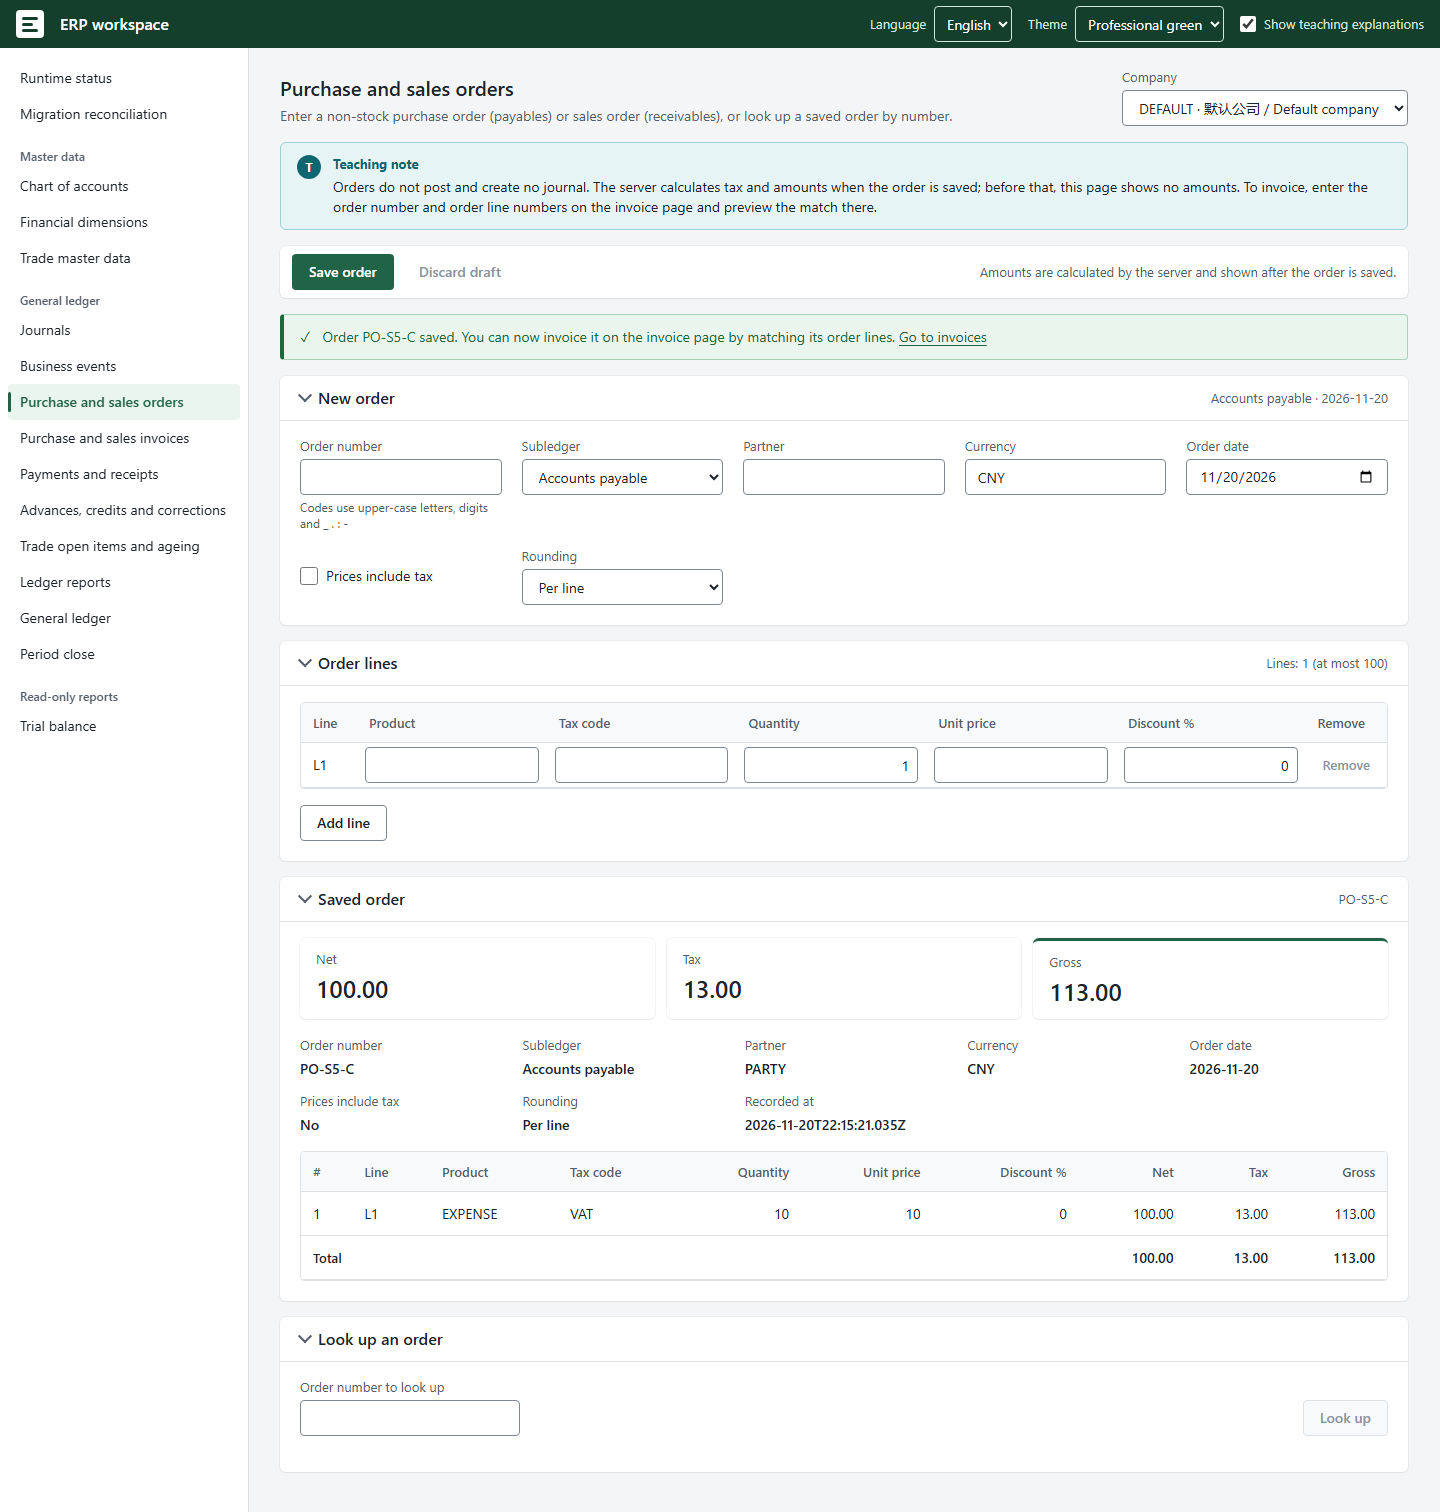 ERP workspace
Language English Theme Professional green Show teaching explanations
Runtime status
Migration reconciliation
Master data
Chart of accounts
Financial dimensions
Trade master data
General ledger
Journals
Business events
Purchase and sales orders
Purchase and sales invoices
Payments and receipts
Advances, credits and corrections
Trade open items and ageing
Ledger reports
General ledger
Period close
Read-only reports
Trial balance
Purchase and sales orders
Enter a non-stock purchase order (payables) or sales order (receivables), or look up a saved order by number.
Company
DEFAULT · 默认公司 / Default company
T
Teaching note
Orders do not post and create no journal. The server calculates tax and amounts when the order is saved; before that, this page shows no amounts. To invoice, enter the
order number and order line numbers on the invoice page and preview the match there.
Save order Discard draft Amounts are calculated by the server and shown after the order is saved.
✓ Order PO-S5-C saved. You can now invoice it on the invoice page by matching its order lines. Go to invoices
New order Accounts payable · 2026-11-20
Order number Subledger Partner Currency Order date
Accounts payable CNY 11/20/2026
Codes use upper-case letters, digits
and _ . : -
Rounding
Prices include tax Per line
Order lines Lines: 1 (at most 100)
Line Product Tax code Quantity Unit price Discount % Remove
L1 1 0 Remove
Add line
Saved order PO-S5-C
Net Tax Gross
100.00 13.00 113.00
Order number Subledger Partner Currency Order date
PO-S5-C Accounts payable PARTY CNY 2026-11-20
Prices include tax Rounding Recorded at
No Per line 2026-11-20T22:15:21.035Z
# Line Product Tax code Quantity Unit price Discount % Net Tax Gross
1 L1 EXPENSE VAT 10 10 0 100.00 13.00 113.00
Total 100.00 13.00 113.00
Look up an order
Order number to look up
Look up